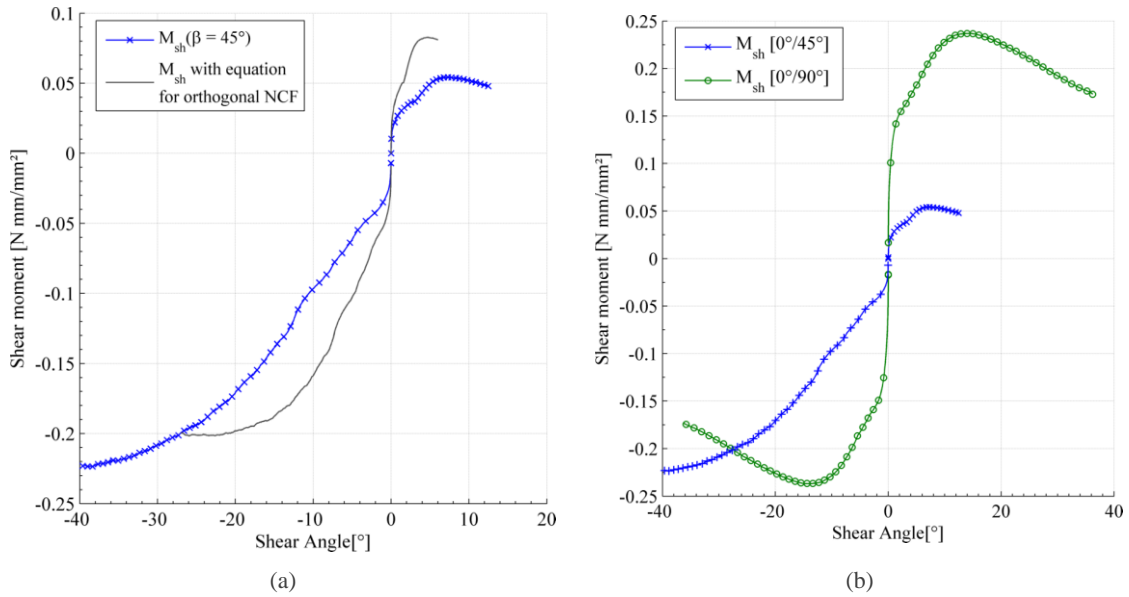 0.1
0.05
0
-0.05
-0.1
-0.15
-0.2
-0.25
-40
-30
-20
-10
0
10
20
Shear moment [N mm/mm²]
Shear Angle[°]
M_sh(β = 45°)
M_sh with equation
for orthogonal NCF
(a)
0.25
0.2
0.15
0.1
0.05
0
-0.05
-0.1
-0.15
-0.2
-0.25
-40
-20
0
20
40
Shear moment [N mm/mm²]
Shear Angle[°]
M_sh [0°/45°]
M_sh [0°/90°]
(b)